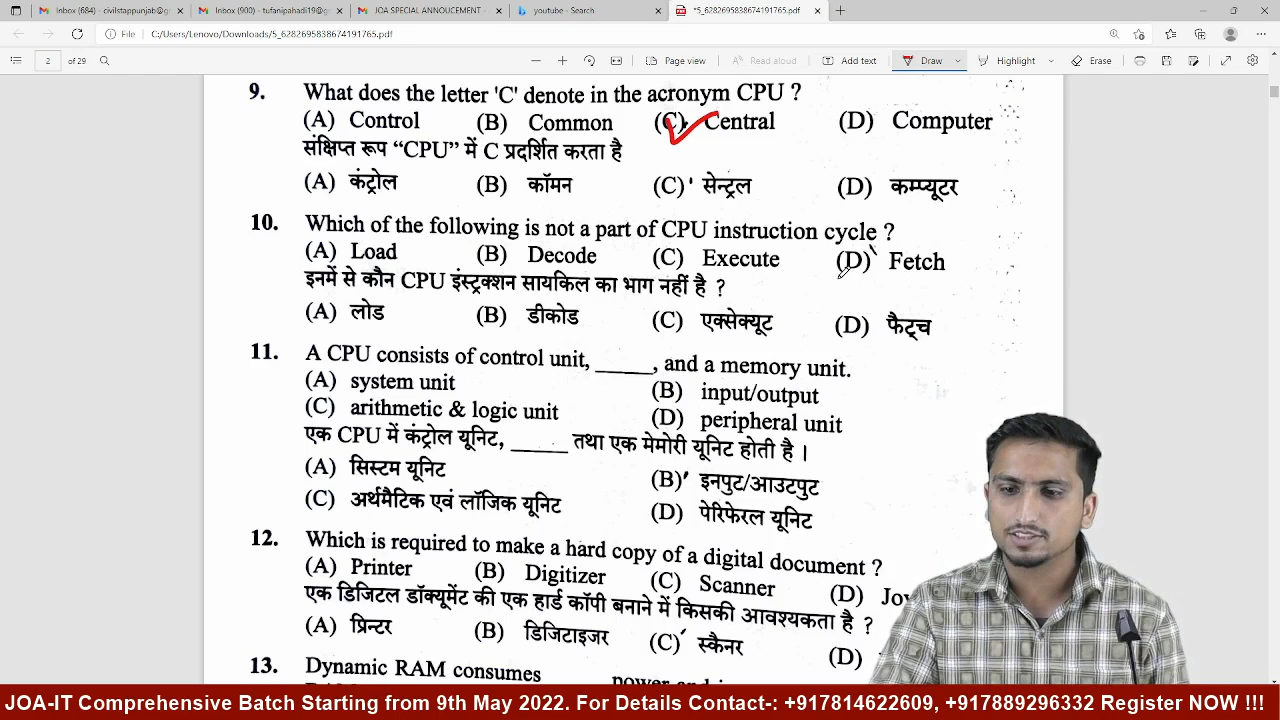 civilstappunjab@g
Inbox (900) - tufanipahadi19@g
JOA SPECIAL ANNOUCEMENT -
youtube - Search
*5_6282695838674191765.pdf
File
C:/Users/Lenovo/Downloads/5_6282695838674191765.pdf
2 of 29
Page view
Read aloud
Add text
Draw
Highlight
Erase
9. What does the letter 'C' denote in the acronym CPU ?
(A) Control (B) Common (C) Central (D) Computer
संक्षिप्त रूप “CPU” में C प्रदर्शित करता है
(A) कंट्रोल (B) कॉमन (C) सेन्ट्रल (D) कम्प्यूटर
10. Which of the following is not a part of CPU instruction cycle ?
(A) Load (B) Decode (C) Execute (D) Fetch
इनमें से कौन CPU इंस्ट्रक्शन सायकिल का भाग नहीं है ?
(A) लोड (B) डीकोड (C) एक्सेक्यूट (D) फैट्च
11. A CPU consists of control unit, _____, and a memory unit.
(A) system unit (B) input/output
(C) arithmetic & logic unit (D) peripheral unit
एक CPU में कंट्रोल यूनिट, _____ तथा एक मेमोरी यूनिट होती है ।
(A) सिस्टम यूनिट (B) इनपुट/आउटपुट
(C) अर्थमैटिक एवं लॉजिक यूनिट (D) पेरिफेरल यूनिट
12. Which is required to make a hard copy of a digital document ?
(A) Printer (B) Digitizer (C) Scanner (D)
एक डिजिटल डॉक्यूमेंट की एक हार्ड कॉपी बनाने में किसकी आवश्यकता है ?
(A) प्रिन्टर (B) डिजिटाइजर (C) स्कैनर (D)
13. Dynamic RAM consumes
JOA-IT Comprehensive Batch Starting from 9th May 2022. For Details Contact:- +917814622609, +917889296332 Register NOW !!!